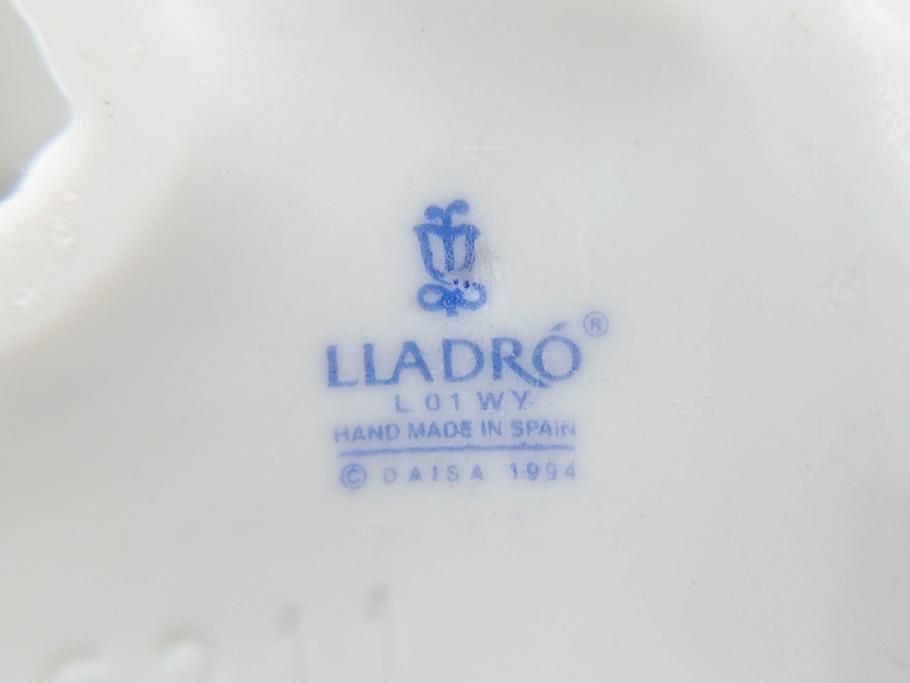 LLADRÓ®
L 01 WY
HAND MADE IN SPAIN
© DAISA 1994